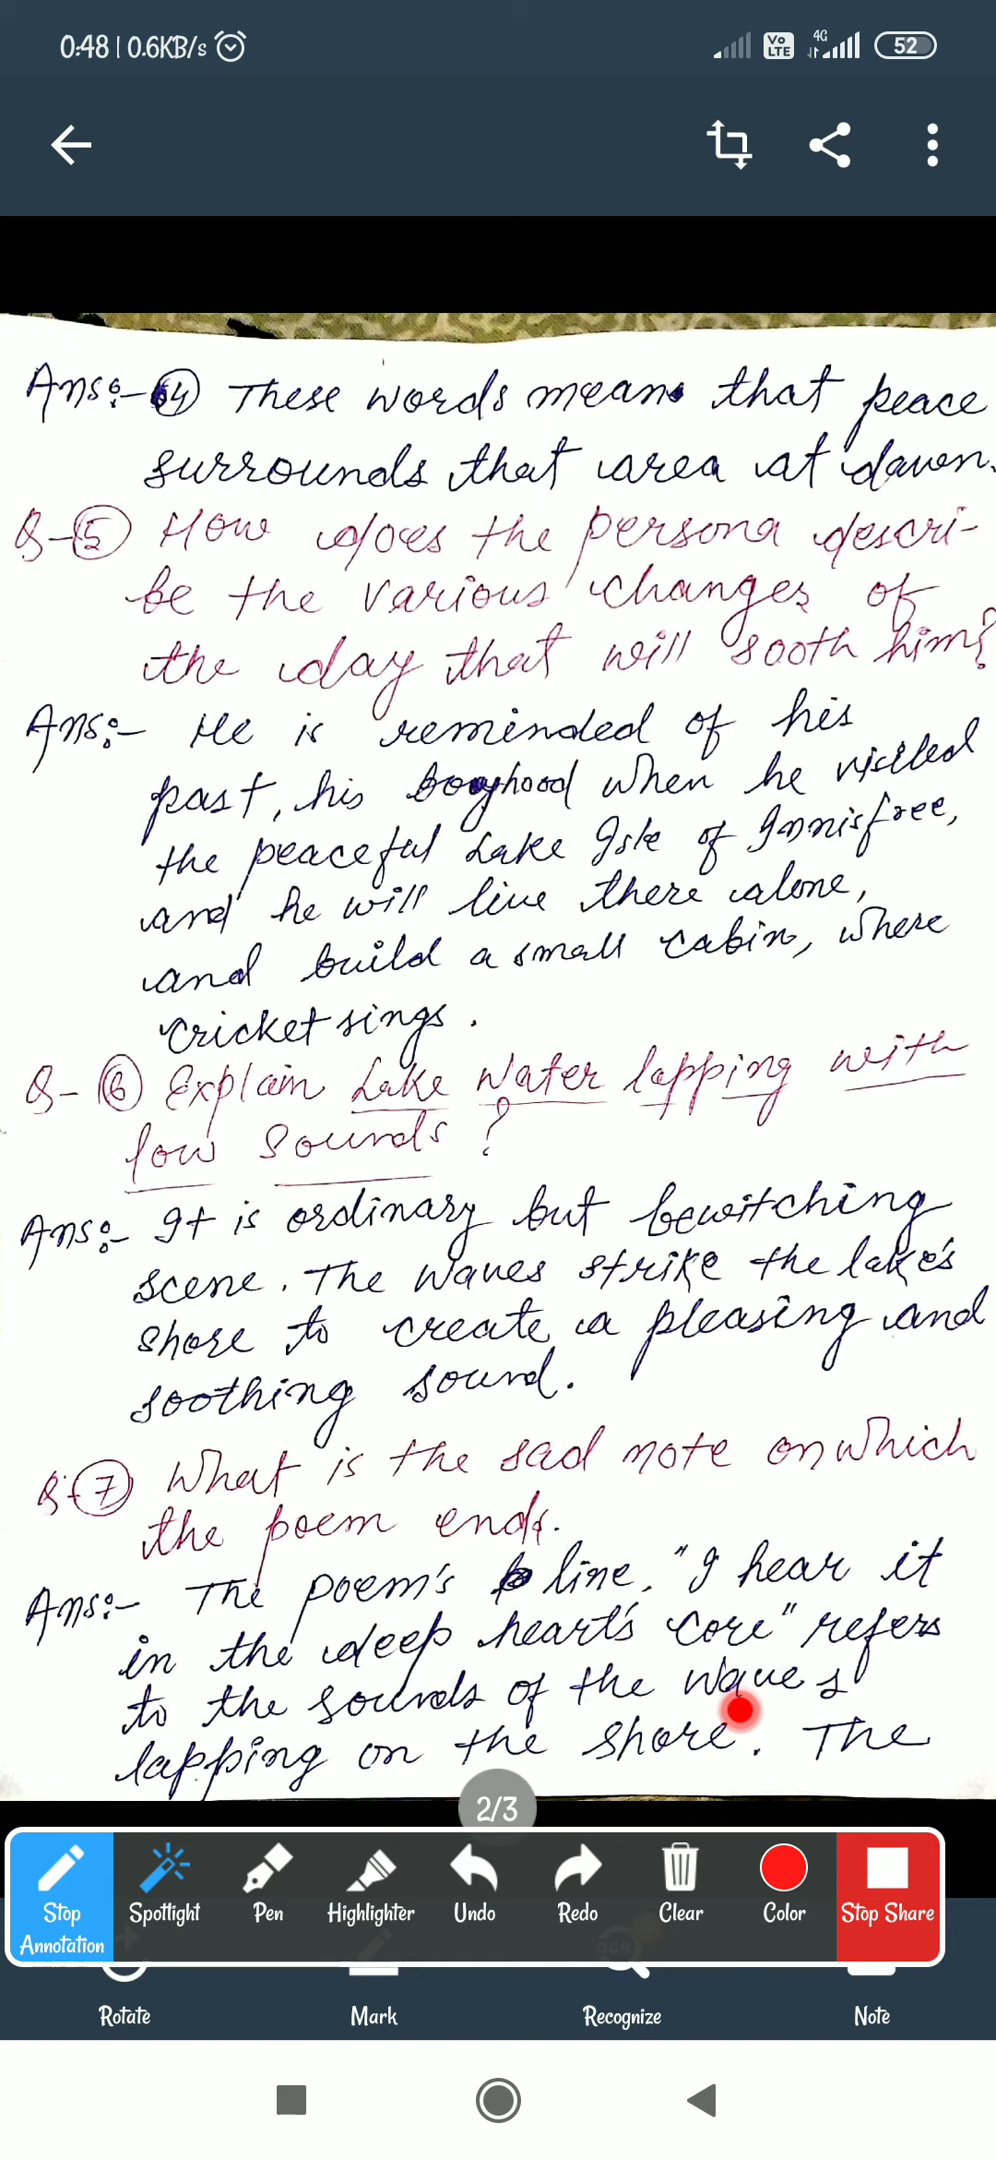 0:48 | 0.6KB/s
Vo LTE 4G 52
Ans:- 4 These words means that peace
surrounds that area at dawn.
Q-5 How does the persona descri-
be the various changes of
the day that will sooth him?
Ans:- He is reminded of his
past, his boyhood when he visited
the peaceful Lake Isle of Innisfree,
and he will live there alone,
and build a small cabin, where
cricket sings.
Q-6 Explain Lake Water lapping with
low sounds?
Ans:- It is ordinary but bewitching
scene. The waves strike the lake's
shore to create a pleasing and
soothing sound.
Q-7 What is the sad note on which
the poem ends.
Ans:- The poem's line, "I hear it
in the deep heart's core" refers
to the sounds of the waves
lapping on the shore. The
2/3
Stop Annotation Spotlight Pen Highlighter Undo Redo Clear Color Stop Share
OCR
Rotate Mark Recognize Note